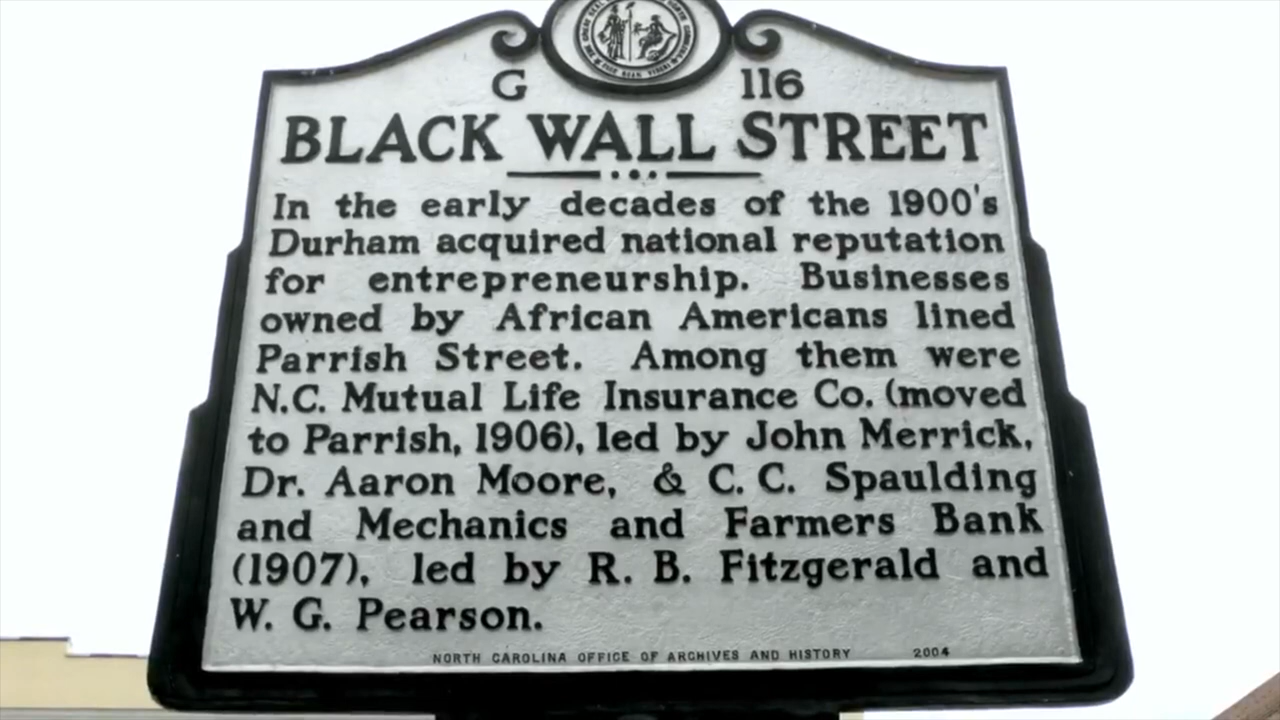 G 116
BLACK WALL STREET
In the early decades of the 1900's
Durham acquired national reputation
for entrepreneurship. Businesses
owned by African Americans lined
Parrish Street. Among them were
N.C. Mutual Life Insurance Co. (moved
to Parrish, 1906), led by John Merrick,
Dr. Aaron Moore, & C. C. Spaulding
and Mechanics and Farmers Bank
(1907), led by R. B. Fitzgerald and
W. G. Pearson.
NORTH CAROLINA OFFICE OF ARCHIVES AND HISTORY 2004